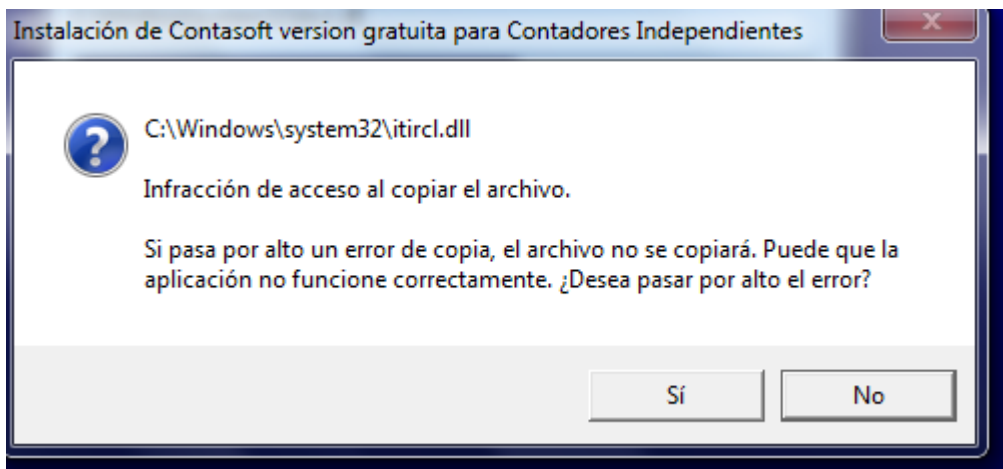 Instalación de Contasoft version gratuita para Contadores Independientes
C:\Windows\system32\itircl.dll
Infracción de acceso al copiar el archivo.
Si pasa por alto un error de copia, el archivo no se copiará. Puede que la
aplicación no funcione correctamente. ¿Desea pasar por alto el error?
Sí No